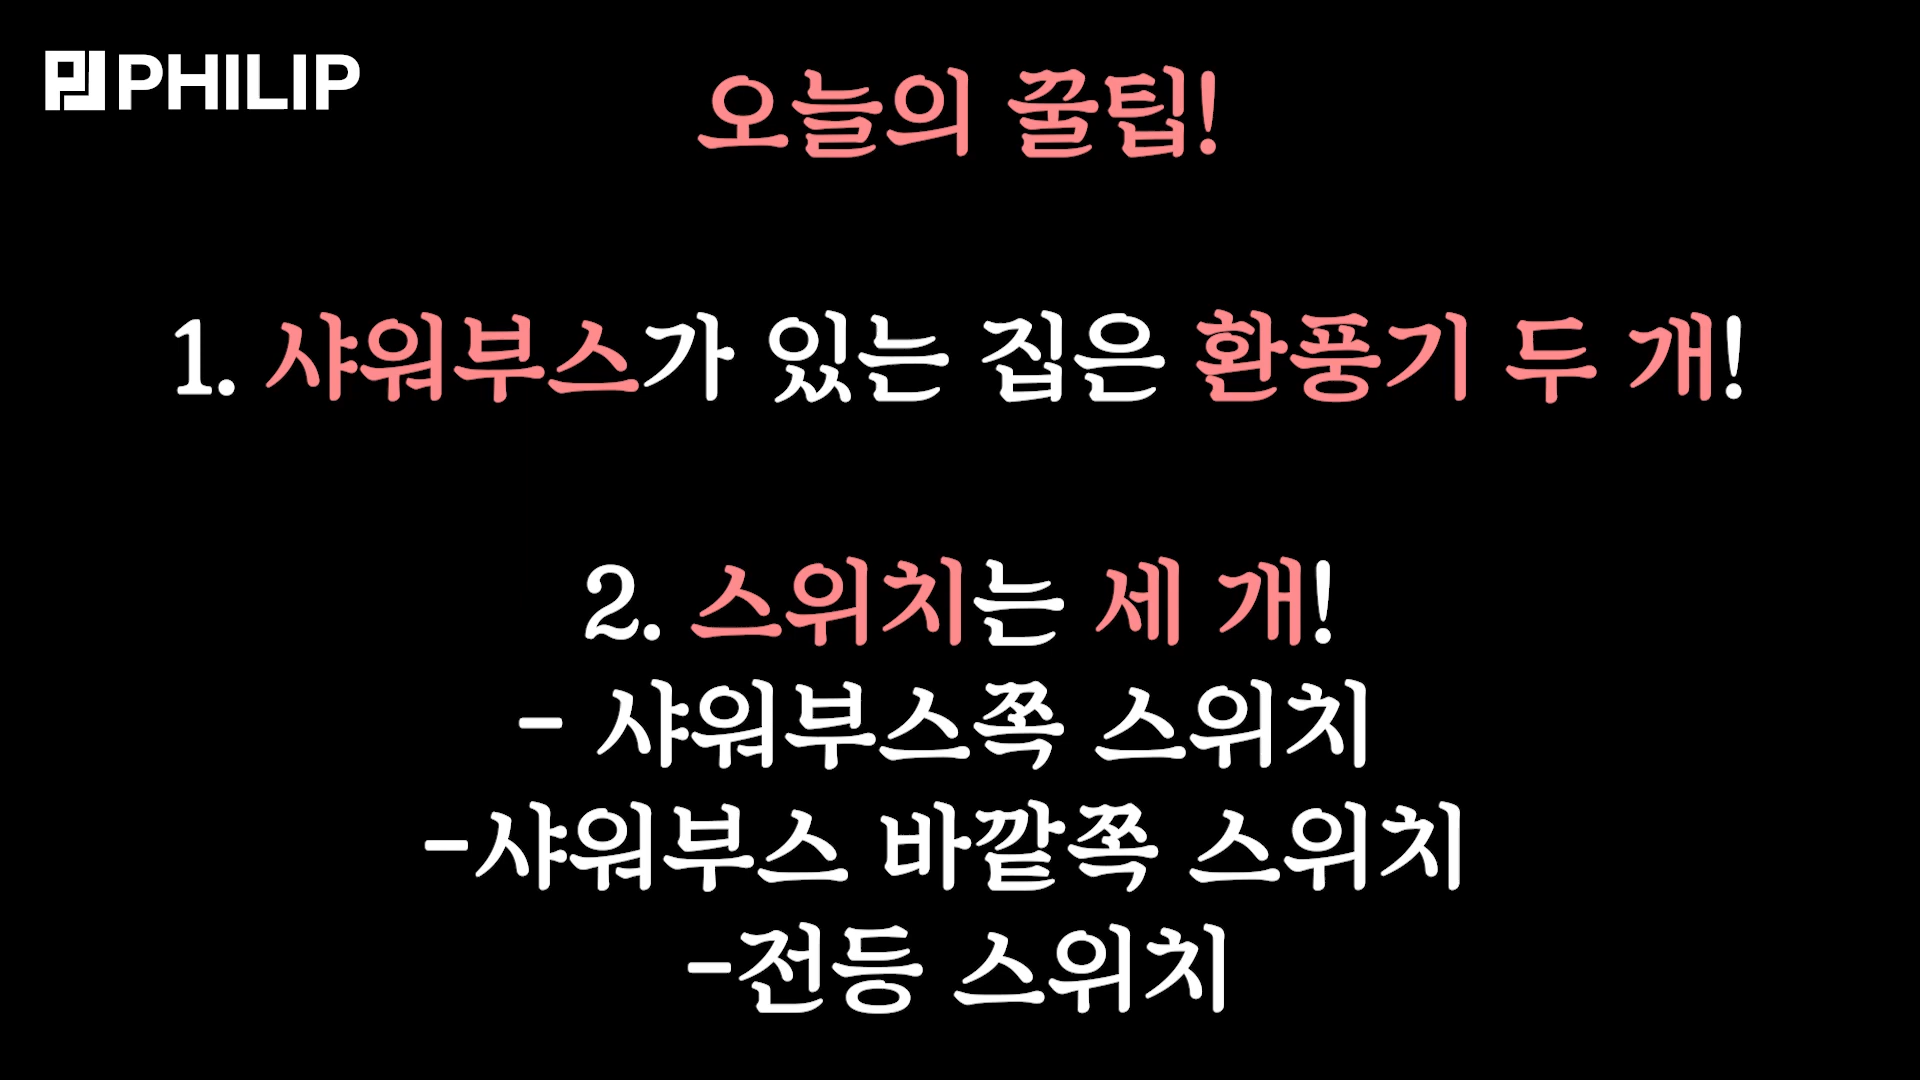 PHILIP
오늘의 꿀팁!
1. 샤워부스가 있는 집은 환풍기 두 개!
2. 스위치는 세 개!
- 샤워부스쪽 스위치
-샤워부스 바깥쪽 스위치
-전등 스위치